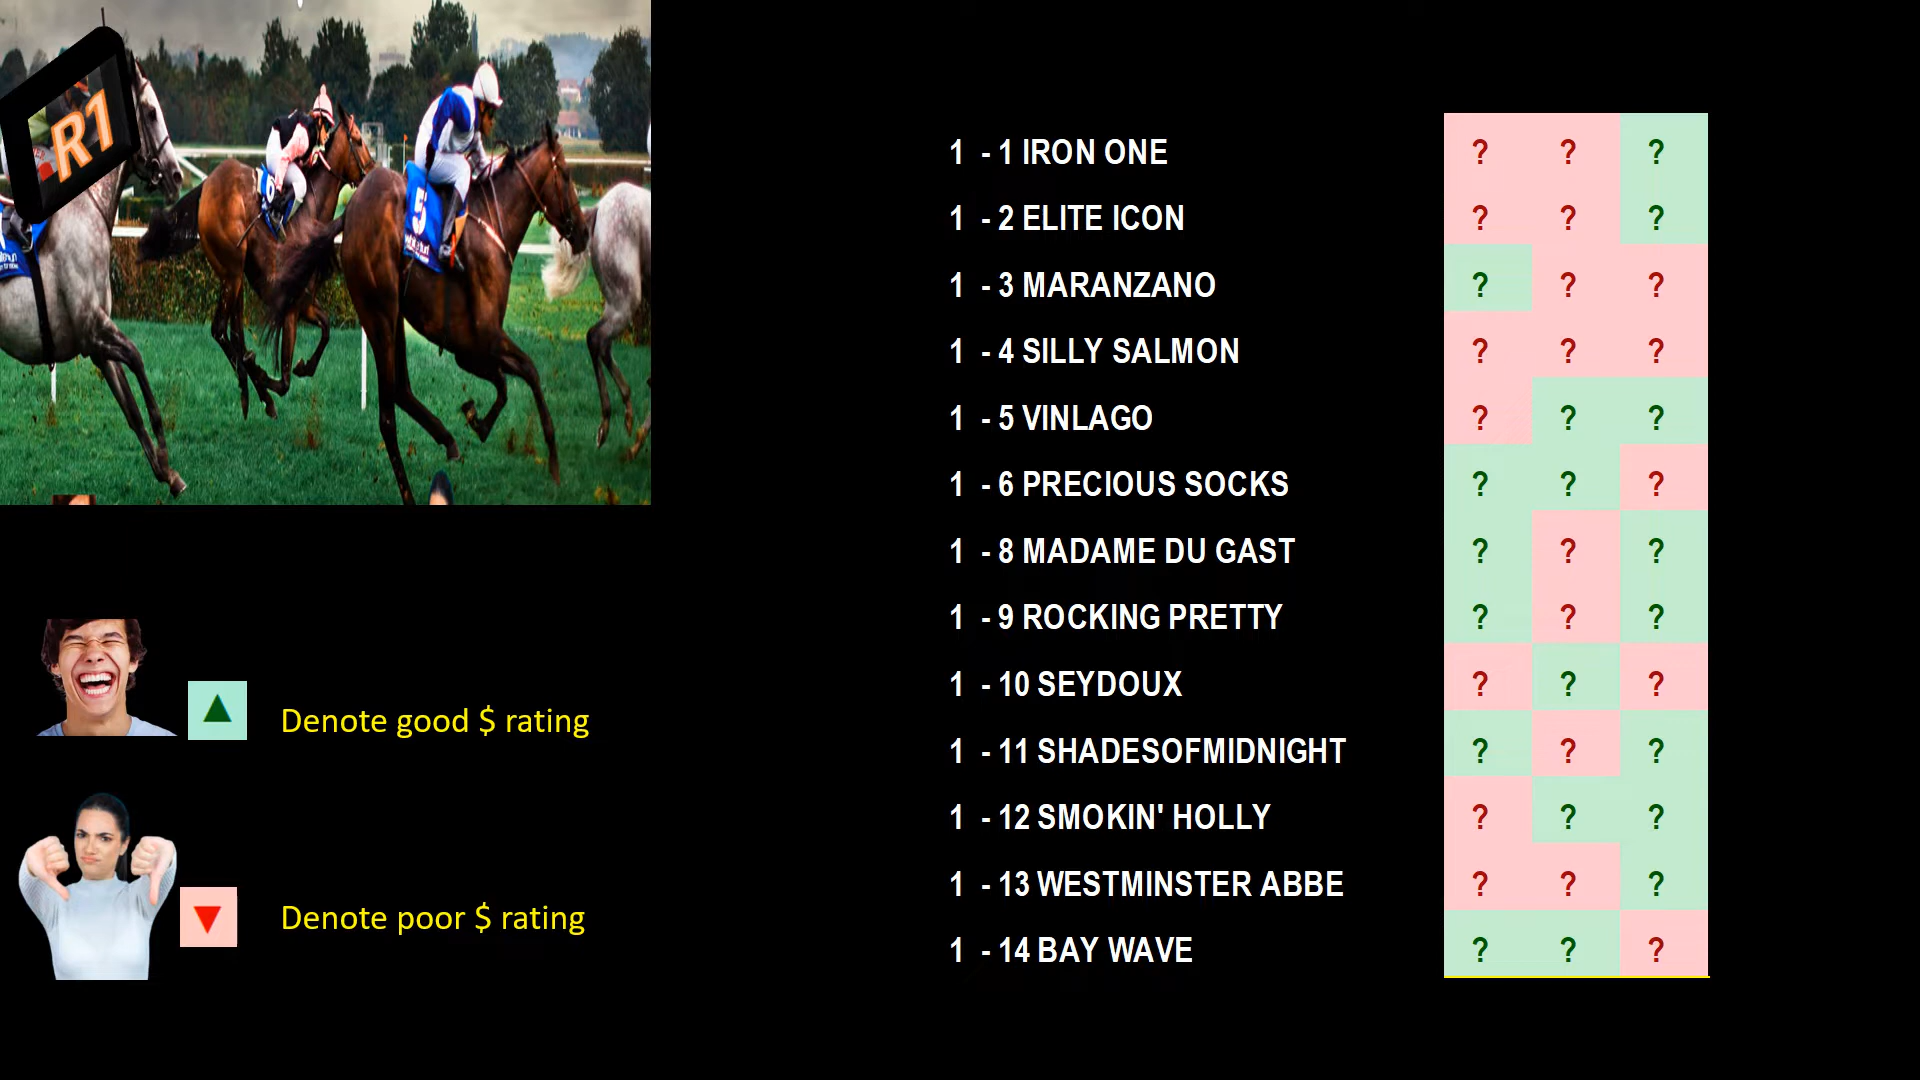 R1
5
6
1 - 1 IRON ONE ? ? ?
1 - 2 ELITE ICON ? ? ?
1 - 3 MARANZANO ? ? ?
1 - 4 SILLY SALMON ? ? ?
1 - 5 VINLAGO ? ? ?
1 - 6 PRECIOUS SOCKS ? ? ?
1 - 8 MADAME DU GAST ? ? ?
1 - 9 ROCKING PRETTY ? ? ?
1 - 10 SEYDOUX ? ? ?
1 - 11 SHADESOFMIDNIGHT ? ? ?
1 - 12 SMOKIN' HOLLY ? ? ?
1 - 13 WESTMINSTER ABBE ? ? ?
1 - 14 BAY WAVE ? ? ?
Denote good $ rating
Denote poor $ rating